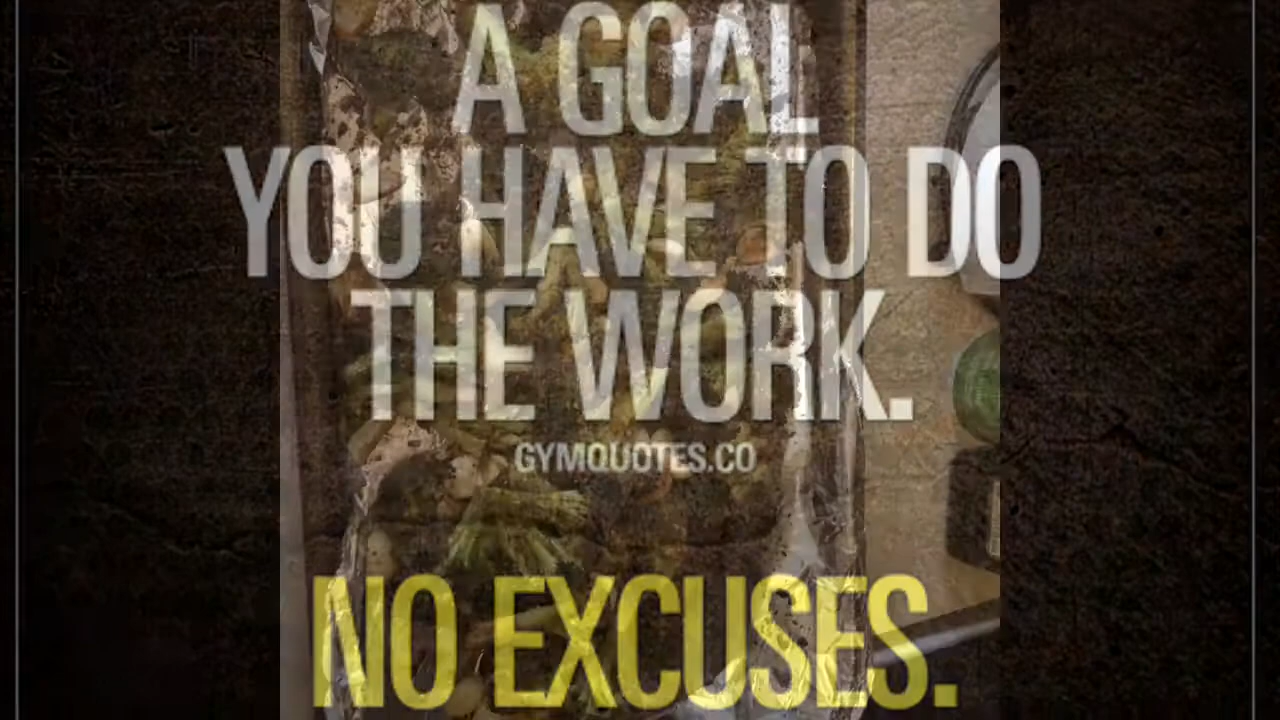 A GOAL
YOU HAVE TO DO
THE WORK.
GYMQUOTES.CO
NO EXCUSES.